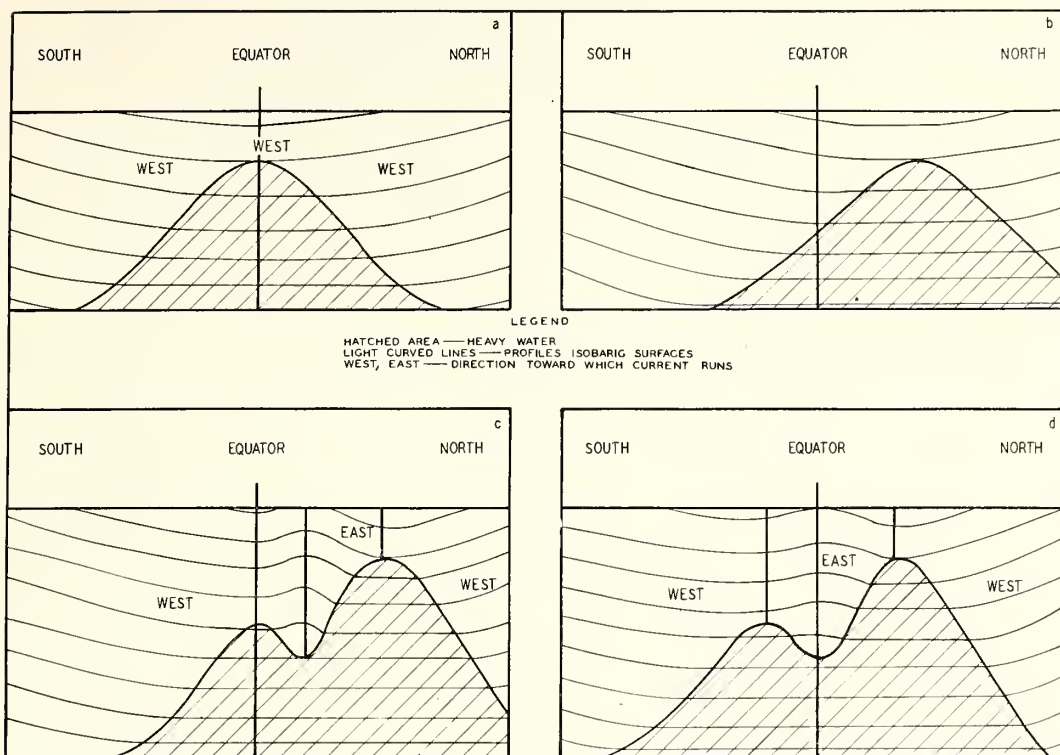 a
SOUTH EQUATOR NORTH
WEST
WEST WEST
b
SOUTH EQUATOR NORTH
LEGEND
HATCHED AREA — HEAVY WATER
LIGHT CURVED LINES — PROFILES ISOBARIG SURFACES
WEST, EAST — DIRECTION TOWARD WHICH CURRENT RUNS
c
SOUTH EQUATOR NORTH
EAST
WEST
WEST
d
SOUTH EQUATOR NORTH
EAST
WEST WEST